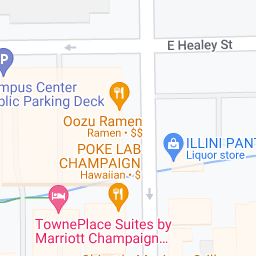 E Healey St
P
mpus Center
blic Parking Deck
Oozu Ramen
Ramen • $$
POKE LAB
CHAMPAIGN
Hawaiian • $
ILLINI PANT
Liquor store
TownePlace Suites by
Marriott Champaign...